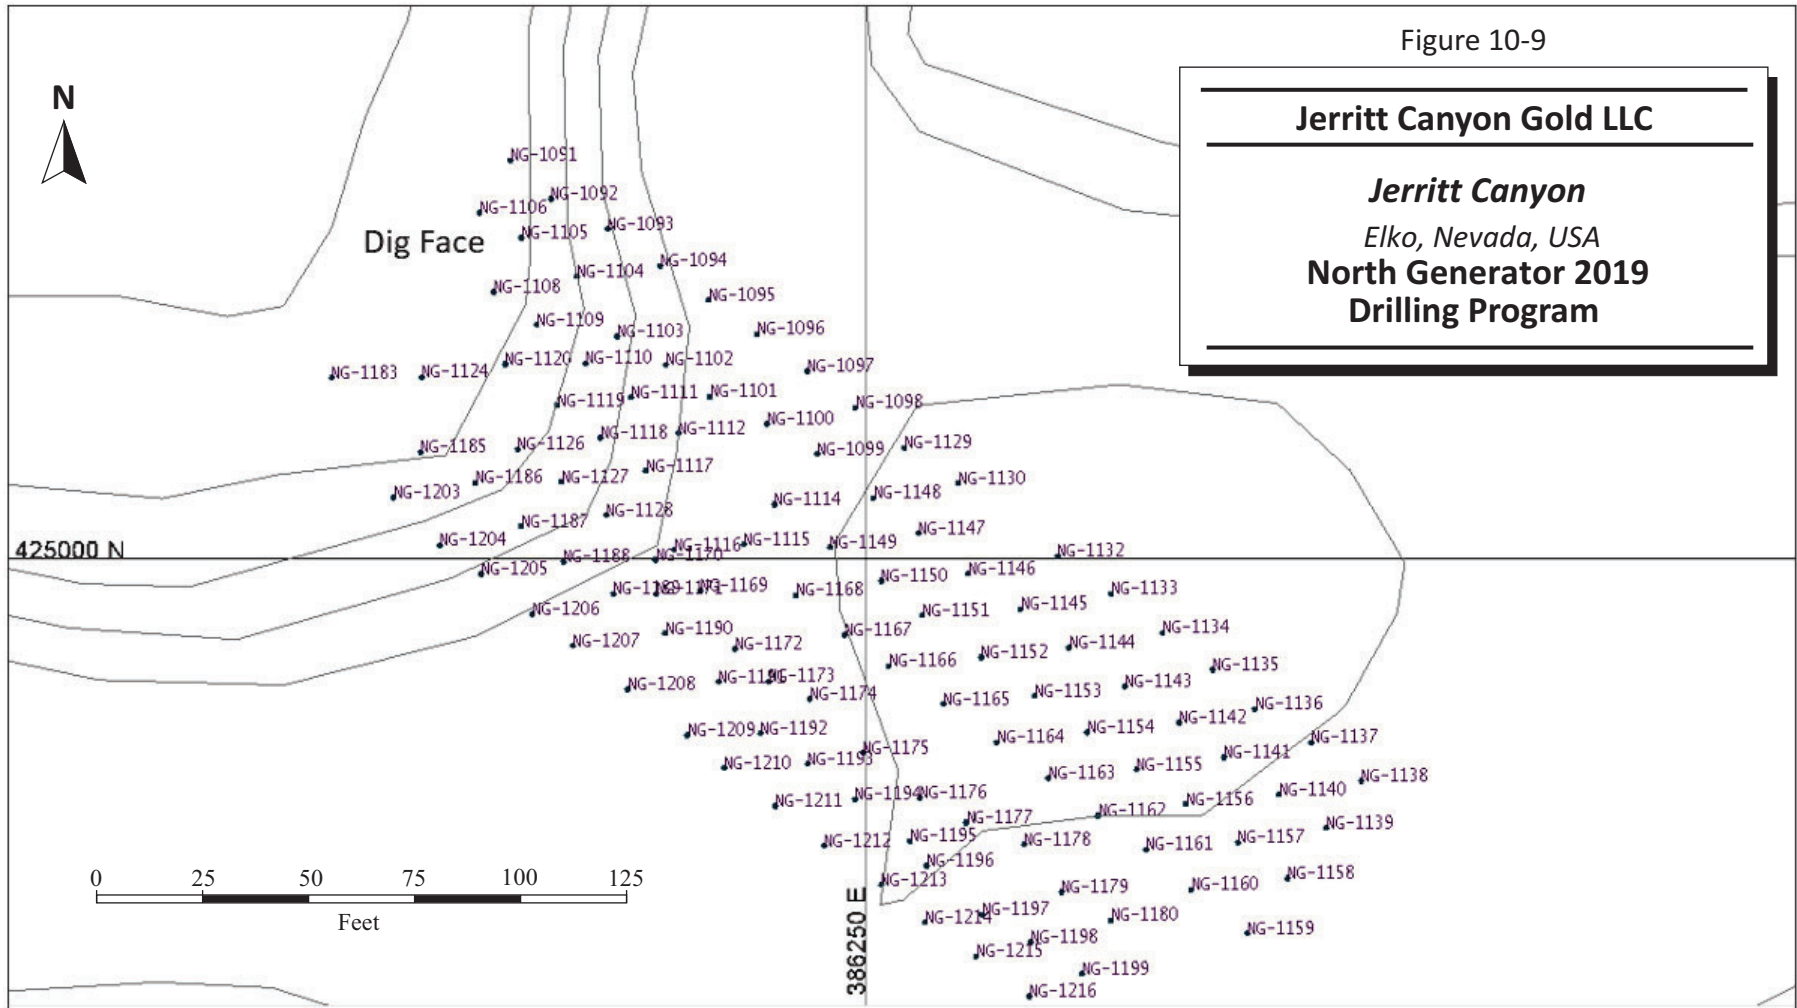 Figure 10-9
Jerritt Canyon Gold LLC
Jerritt Canyon
Elko, Nevada, USA
North Generator 2019
Drilling Program
N
Dig Face
NG-1091
NG-1092
NG-1106
NG-1093
NG-1105
NG-1094
NG-1104
NG-1108
NG-1095
NG-1109
NG-1103
NG-1096
NG-1120
NG-1110
NG-1102
NG-1097
NG-1183
NG-1124
NG-1119
NG-1111
NG-1101
NG-1098
NG-1100
NG-1118
NG-1112
NG-1185
NG-1126
NG-1099
NG-1129
NG-1117
NG-1186
NG-1127
NG-1130
NG-1203
NG-1114
NG-1148
NG-1128
NG-1187
NG-1147
NG-1204
NG-1116
NG-1115
NG-1149
NG-1132
425000 N
NG-1188
NG-1170
NG-1205
NG-1150
NG-1146
NG-1189
NG-1171
NG-1169
NG-1168
NG-1133
NG-1206
NG-1151
NG-1145
NG-1190
NG-1167
NG-1134
NG-1207
NG-1172
NG-1144
NG-1166
NG-1152
NG-1135
NG-1208
NG-1191
NG-1173
NG-1174
NG-1165
NG-1153
NG-1143
NG-1136
NG-1209
NG-1192
NG-1164
NG-1154
NG-1142
NG-1137
NG-1210
NG-1193
NG-1175
NG-1163
NG-1155
NG-1141
NG-1138
NG-1211
NG-1194
NG-1176
NG-1156
NG-1140
NG-1177
NG-1162
NG-1139
NG-1212
NG-1195
NG-1178
NG-1161
NG-1157
NG-1196
NG-1213
NG-1179
NG-1160
NG-1158
NG-1214
NG-1197
NG-1180
NG-1159
NG-1215
NG-1198
NG-1199
NG-1216
386250 E
0 25 50 75 100 125
Feet